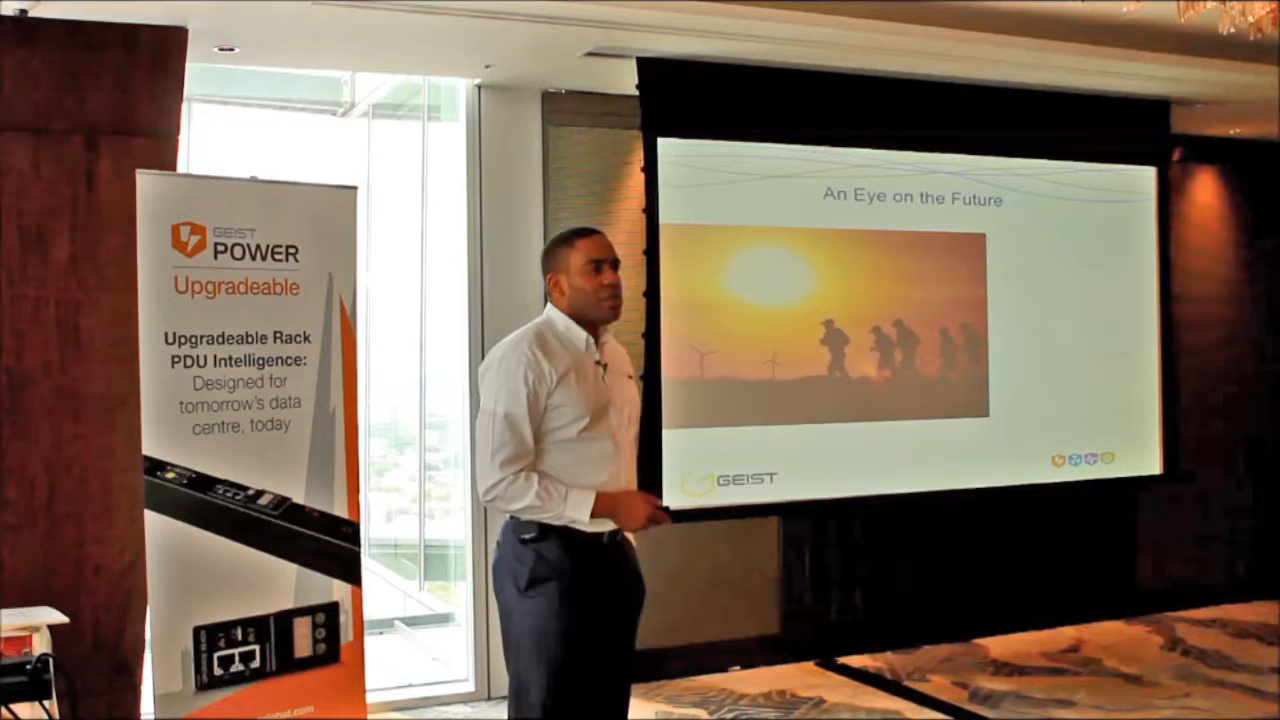 GEIST
POWER
Upgradeable
Upgradeable Rack
PDU Intelligence:
Designed for
tomorrow's data
centre, today
An Eye on the Future
GEIST